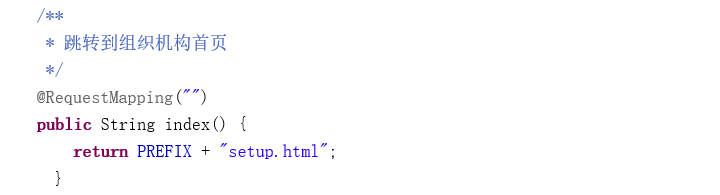 /**
 * 跳转到组织机构首页
 */
@RequestMapping("")
public String index() {
    return PREFIX + "setup.html";
  }